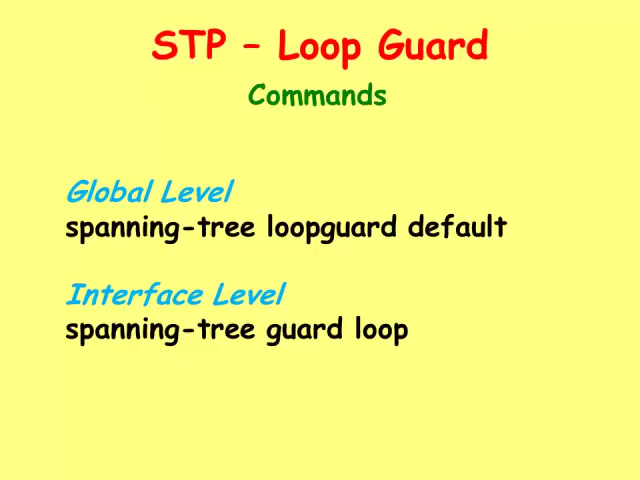 STP – Loop Guard
Commands
Global Level
spanning-tree loopguard default
Interface Level
spanning-tree guard loop